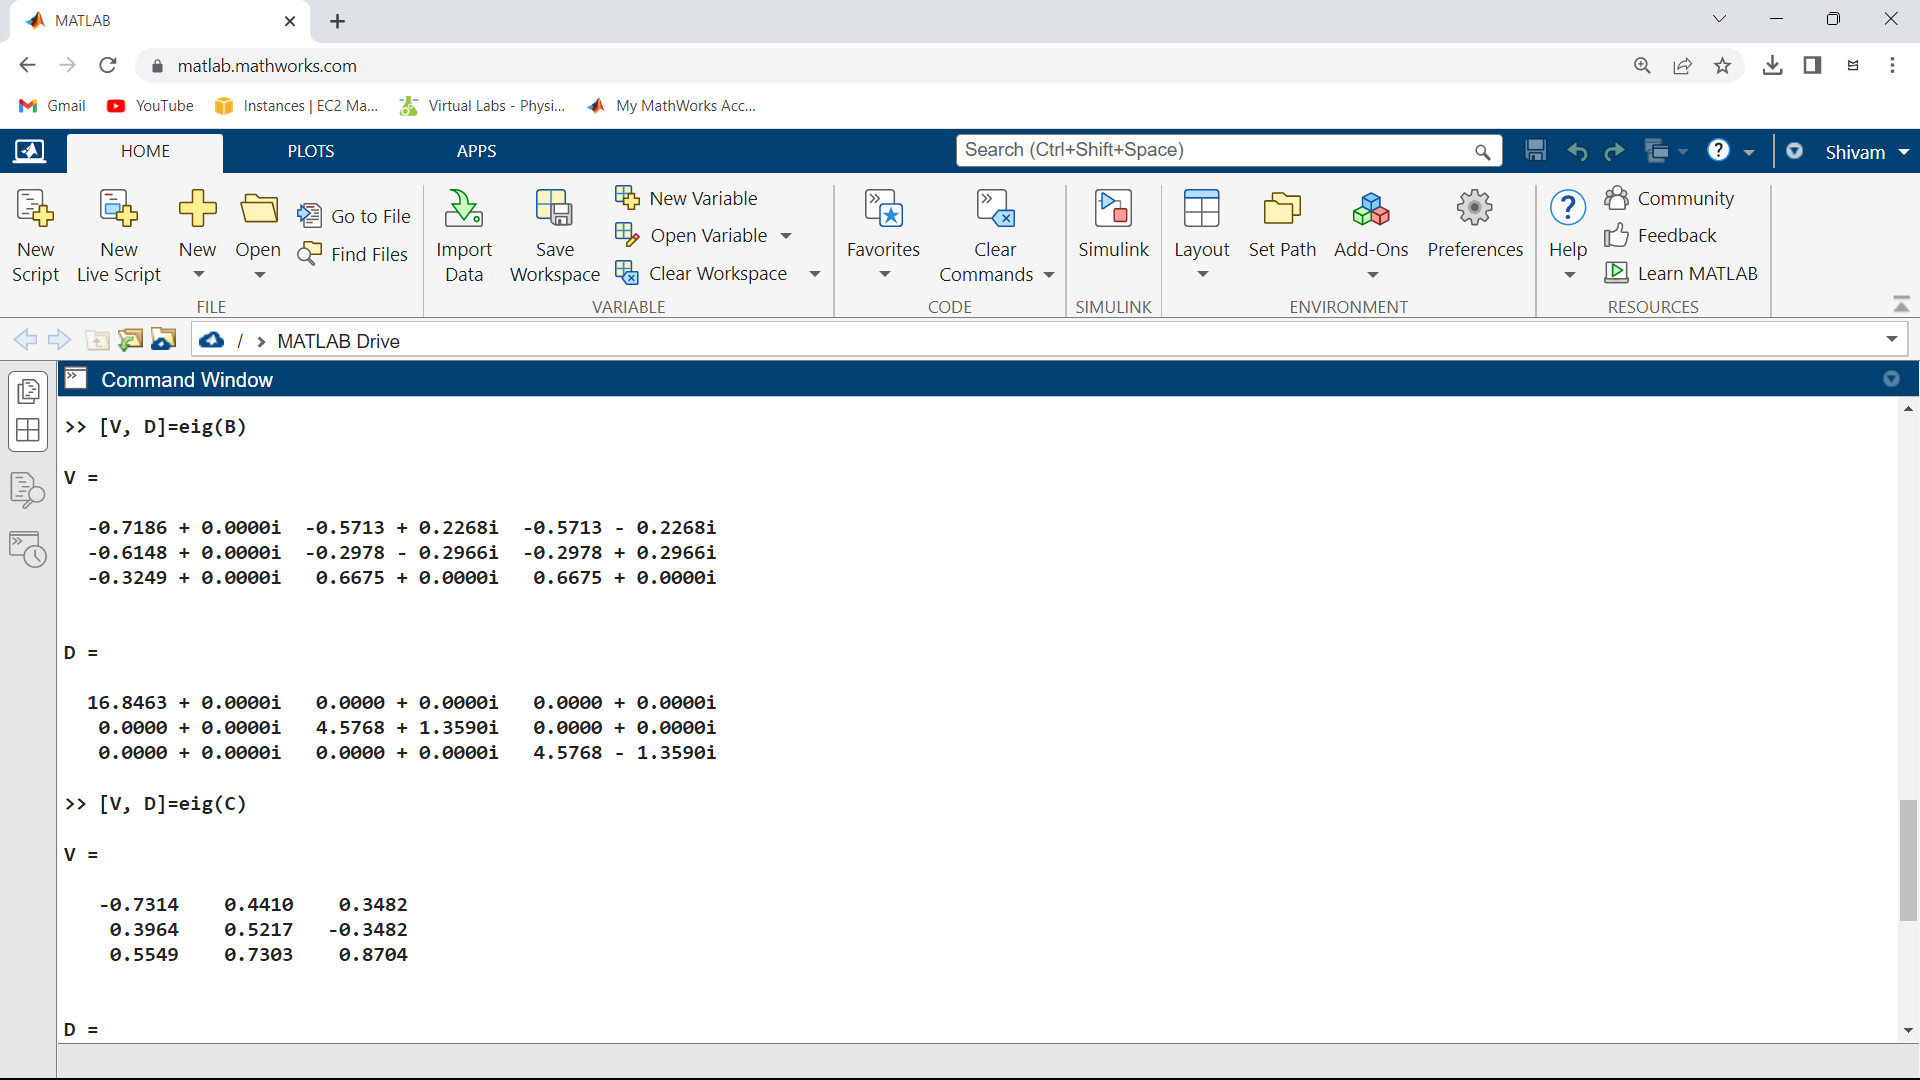 MATLAB
matlab.mathworks.com
Gmail YouTube Instances | EC2 Ma... Virtual Labs - Physi... My MathWorks Acc...
HOME PLOTS APPS Search (Ctrl+Shift+Space) ? Shivam
New Script
New Live Script
New
Open
Go to File
Find Files
FILE
Import Data
Save Workspace
New Variable
Open Variable
Clear Workspace
VARIABLE
Favorites
Clear Commands
CODE
Simulink
SIMULINK
Layout
Set Path
Add-Ons
Preferences
ENVIRONMENT
? Help
Community
Feedback
Learn MATLAB
RESOURCES
/ > MATLAB Drive
Command Window
>> [V, D]=eig(B)
V =
-0.7186 + 0.0000i -0.5713 + 0.2268i -0.5713 - 0.2268i
-0.6148 + 0.0000i -0.2978 - 0.2966i -0.2978 + 0.2966i
-0.3249 + 0.0000i 0.6675 + 0.0000i 0.6675 + 0.0000i
D =
16.8463 + 0.0000i 0.0000 + 0.0000i 0.0000 + 0.0000i
0.0000 + 0.0000i 4.5768 + 1.3590i 0.0000 + 0.0000i
0.0000 + 0.0000i 0.0000 + 0.0000i 4.5768 - 1.3590i
>> [V, D]=eig(C)
V =
-0.7314 0.4410 0.3482
0.3964 0.5217 -0.3482
0.5549 0.7303 0.8704
D =